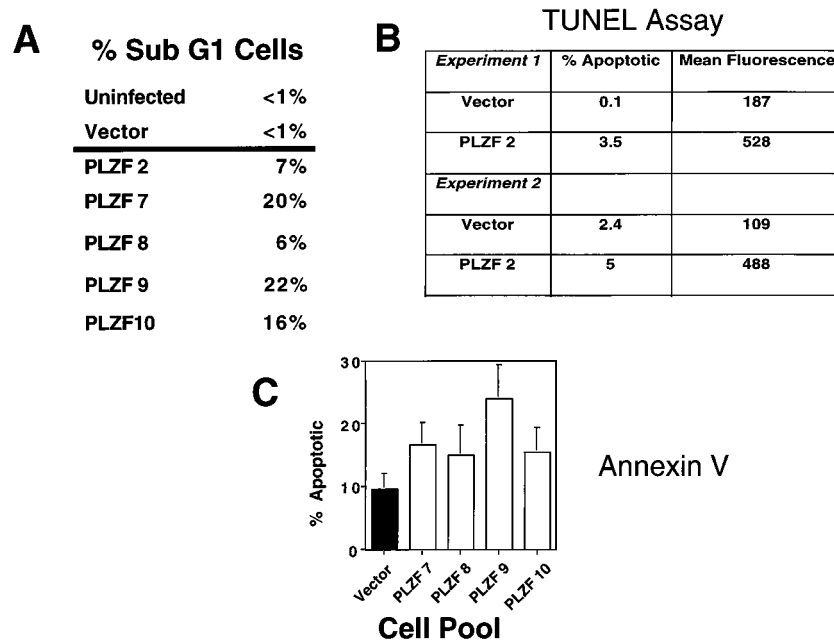 A
% Sub G1 Cells
Uninfected <1%
Vector <1%
PLZF 2 7%
PLZF 7 20%
PLZF 8 6%
PLZF 9 22%
PLZF10 16%
B
TUNEL Assay
Experiment 1 % Apoptotic Mean Fluorescence
Vector 0.1 187
PLZF 2 3.5 528
Experiment 2
Vector 2.4 109
PLZF 2 5 488
C
% Apoptotic
30
20
10
0
Vector PLZF 7 PLZF 8 PLZF 9 PLZF 10
Cell Pool
Annexin V